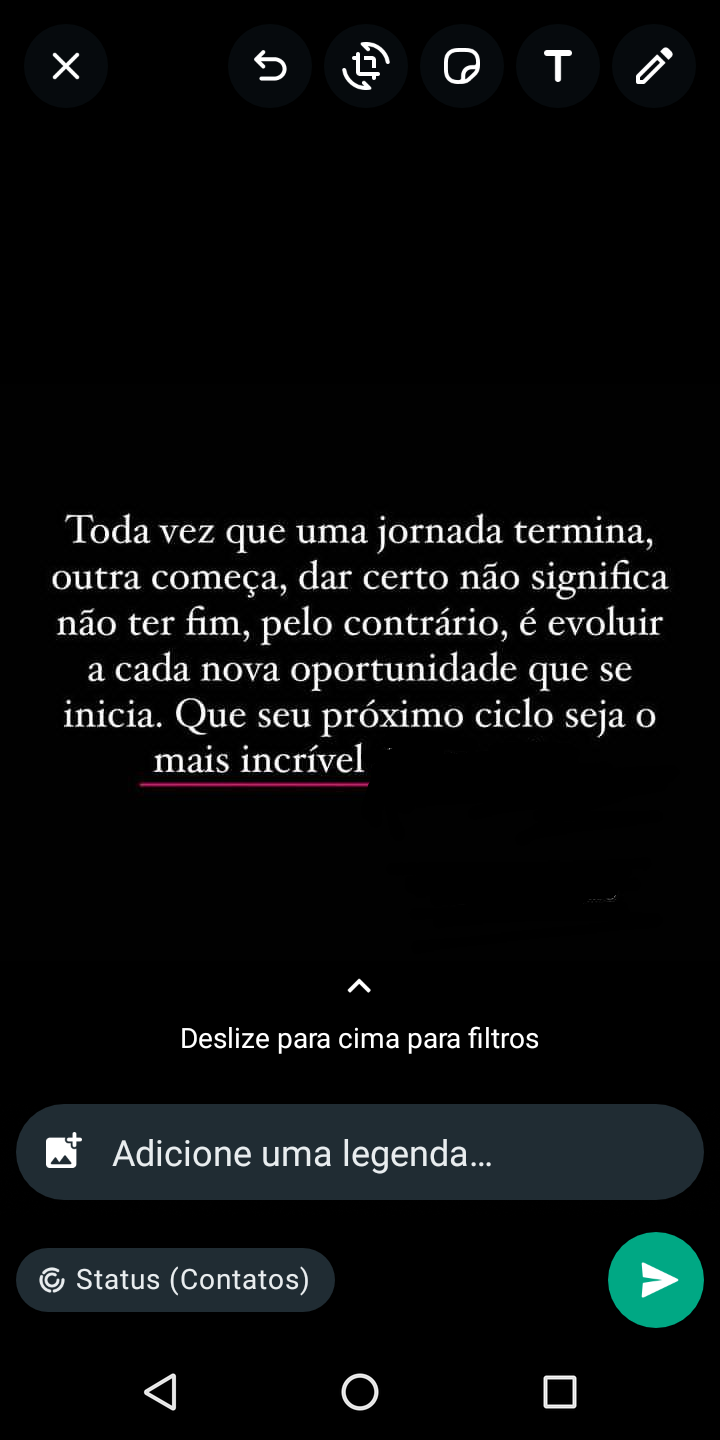 T
Toda vez que uma jornada termina,
outra começa, dar certo não significa
não ter fim, pelo contrário, é evoluir
a cada nova oportunidade que se
inicia. Que seu próximo ciclo seja o
mais incrível
Deslize para cima para filtros
Adicione uma legenda...
Status (Contatos)